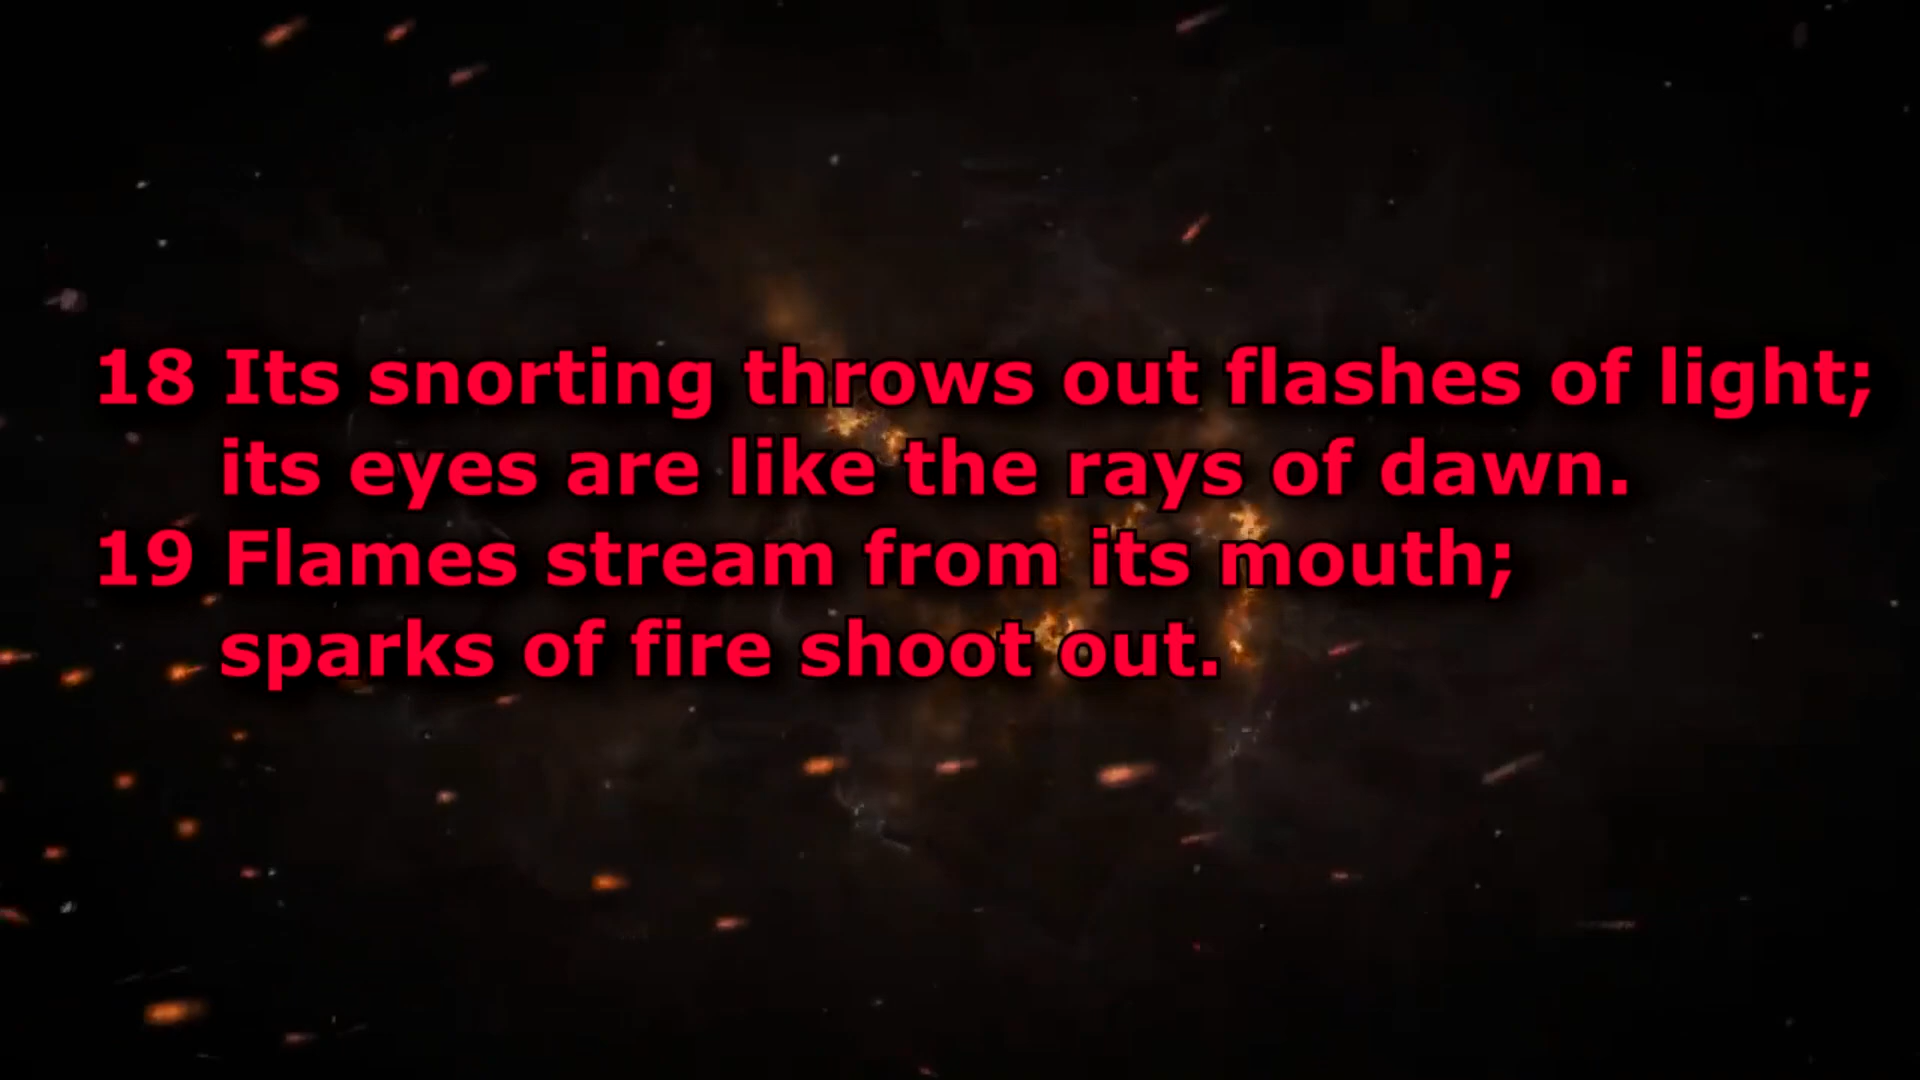 18 Its snorting throws out flashes of light;
its eyes are like the rays of dawn.
19 Flames stream from its mouth;
sparks of fire shoot out.